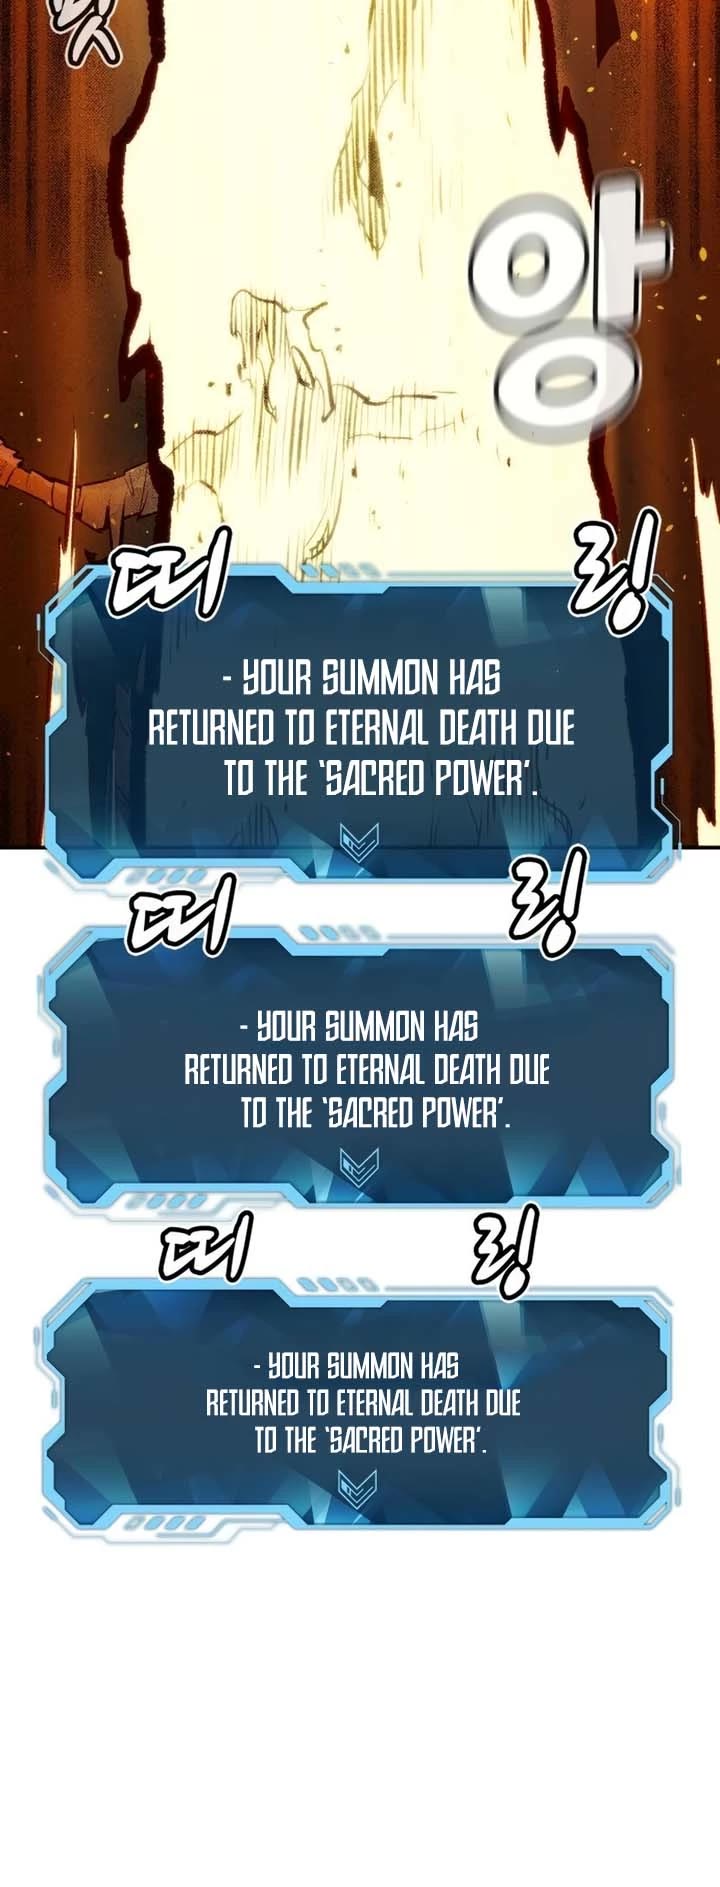 앙
띠 링
- YOUR SUMMON HAS
RETURNED TO ETERNAL DEATH DUE
TO THE 'SACRED POWER'.
띠 링
- YOUR SUMMON HAS
RETURNED TO ETERNAL DEATH DUE
TO THE 'SACRED POWER'.
띠 링
- YOUR SUMMON HAS
RETURNED TO ETERNAL DEATH DUE
TO THE 'SACRED POWER'.